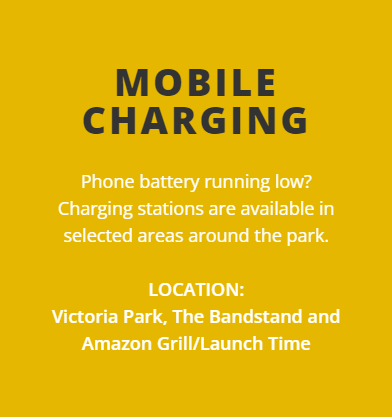 MOBILE
CHARGING
Phone battery running low?
Charging stations are available in
selected areas around the park.
LOCATION:
Victoria Park, The Bandstand and
Amazon Grill/Launch Time